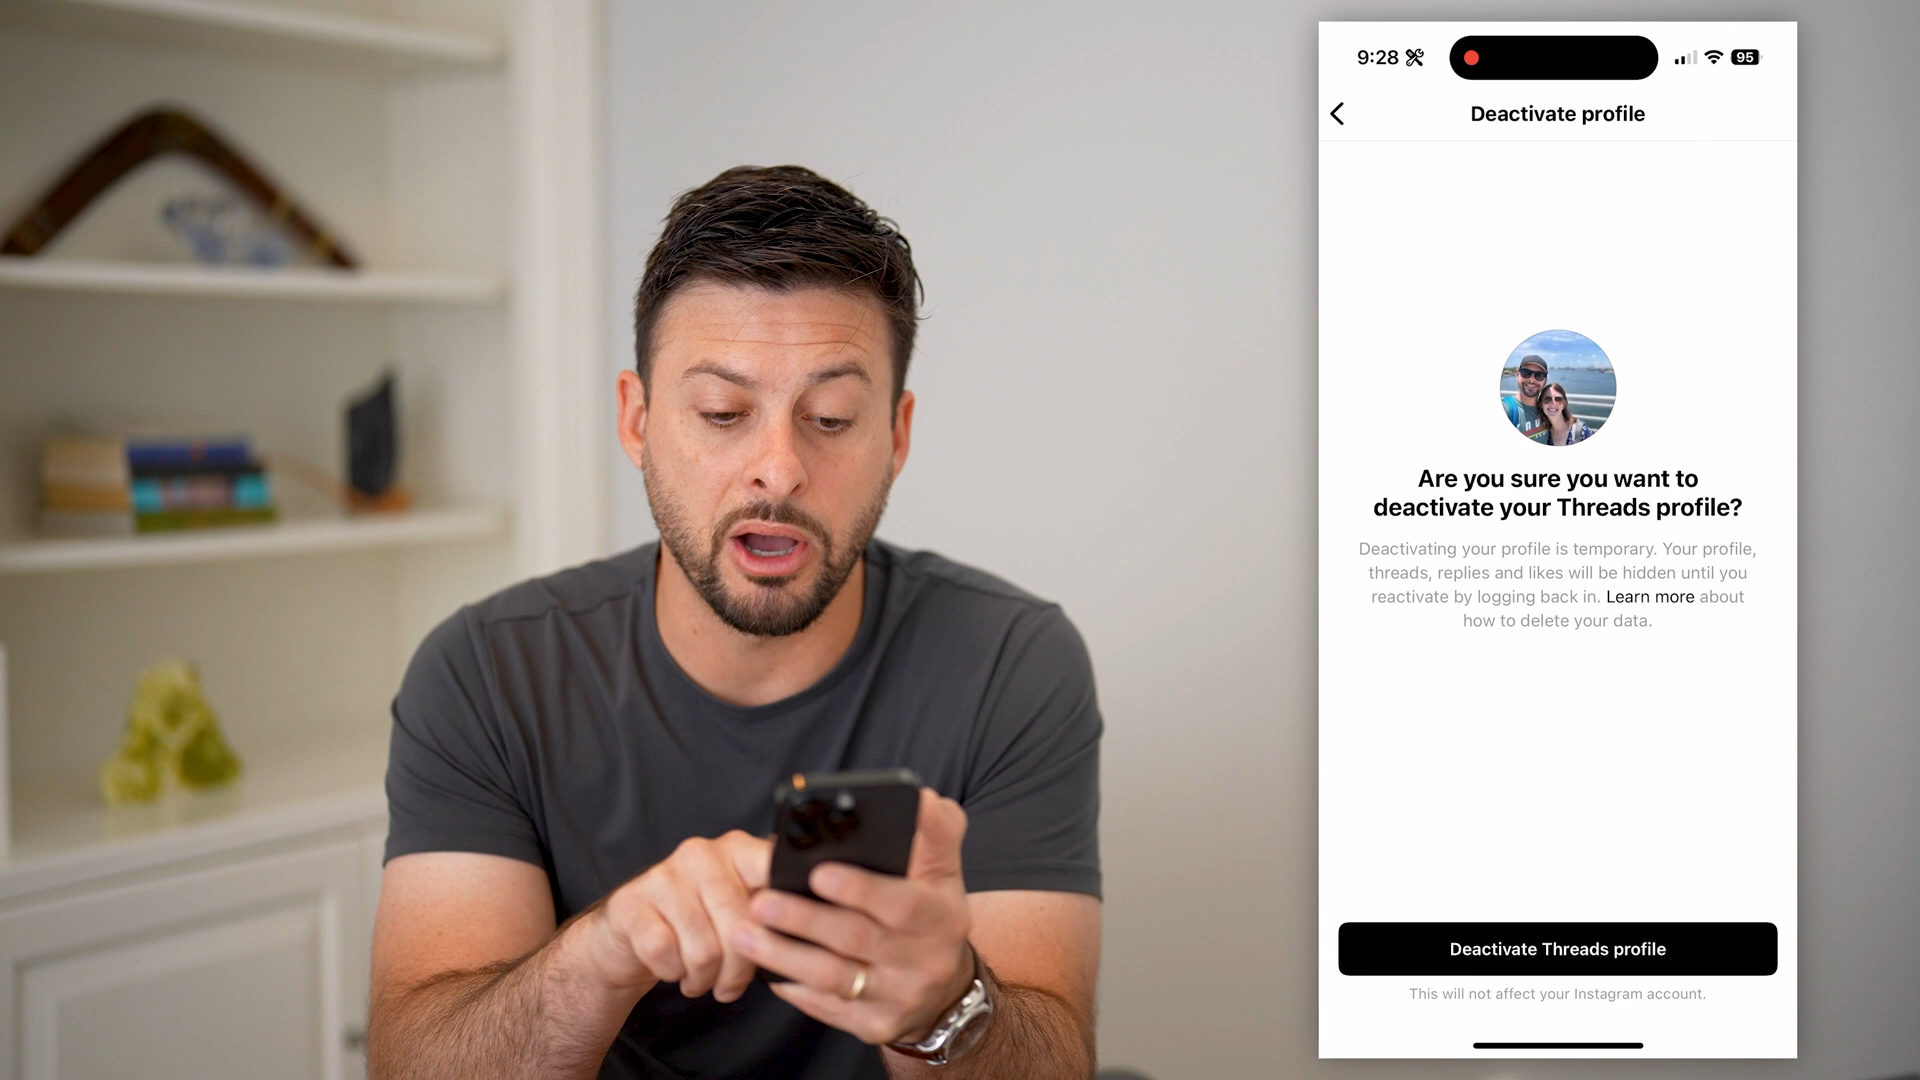 9:28
95
Deactivate profile
Are you sure you want to
deactivate your Threads profile?
Deactivating your profile is temporary. Your profile,
threads, replies and likes will be hidden until you
reactivate by logging back in. Learn more about
how to delete your data.
Deactivate Threads profile
This will not affect your Instagram account.